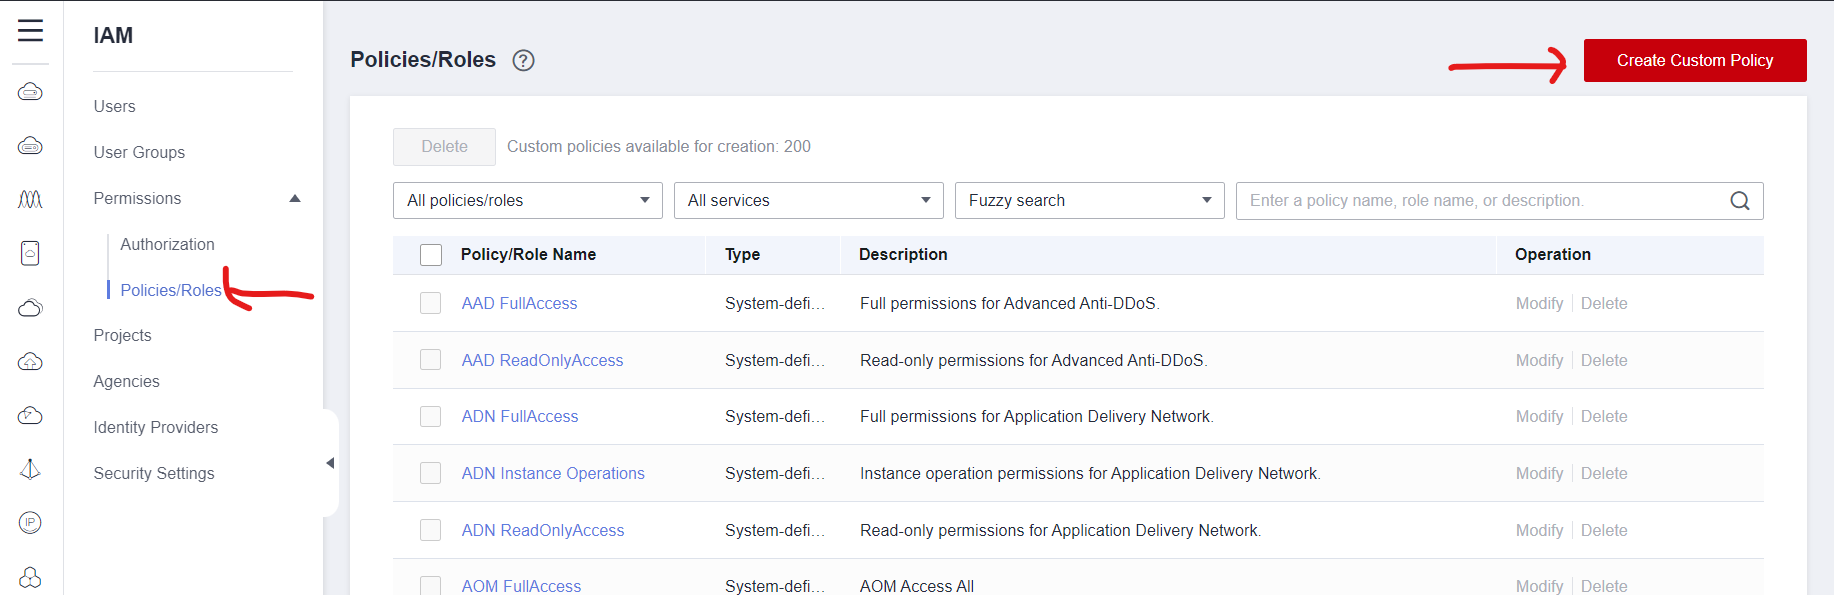 IAM
Users
User Groups
Permissions
Authorization
Policies/Roles
Projects
Agencies
Identity Providers
Security Settings
IP
Policies/Roles ?
Create Custom Policy
Delete Custom policies available for creation: 200
All policies/roles All services Fuzzy search Enter a policy name, role name, or description.
Policy/Role Name Type Description Operation
AAD FullAccess System-defi... Full permissions for Advanced Anti-DDoS. Modify Delete
AAD ReadOnlyAccess System-defi... Read-only permissions for Advanced Anti-DDoS. Modify Delete
ADN FullAccess System-defi... Full permissions for Application Delivery Network. Modify Delete
ADN Instance Operations System-defi... Instance operation permissions for Application Delivery Network. Modify Delete
ADN ReadOnlyAccess System-defi... Read-only permissions for Application Delivery Network. Modify Delete
AOM FullAccess System-defi... AOM Access All Modify Delete